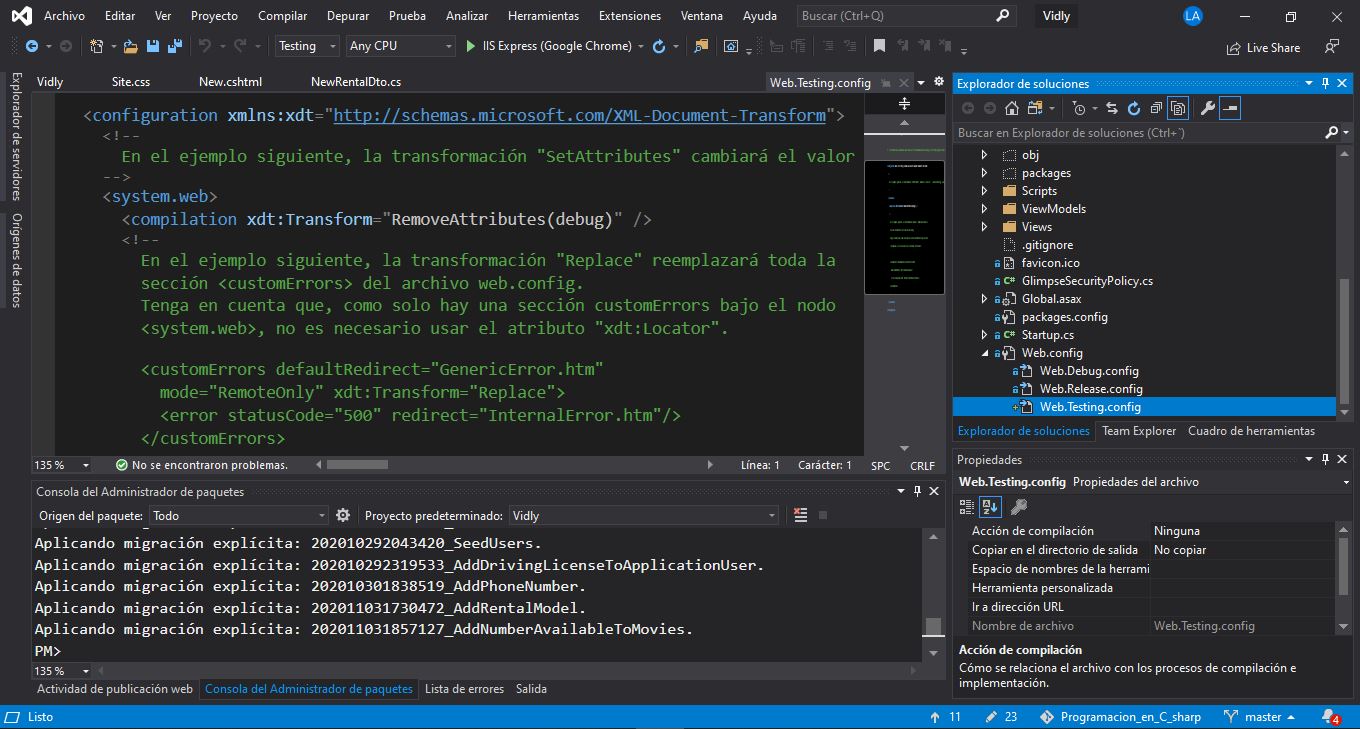 Archivo Editar Ver Proyecto Compilar Depurar Prueba Analizar Herramientas Extensiones Ventana Ayuda Buscar (Ctrl+Q) Vidly LA
Testing Any CPU IIS Express (Google Chrome) Live Share
Explorador de servidores
Orígenes de datos
Vidly Site.css New.cshtml NewRentalDto.cs Web.Testing.config
<configuration xmlns:xdt="http://schemas.microsoft.com/XML-Document-Transform">
<!--
En el ejemplo siguiente, la transformación "SetAttributes" cambiará el valor
-->
<system.web>
<compilation xdt:Transform="RemoveAttributes(debug)" />
<!--
En el ejemplo siguiente, la transformación "Replace" reemplazará toda la
sección <customErrors> del archivo web.config.
Tenga en cuenta que, como solo hay una sección customErrors bajo el nodo
<system.web>, no es necesario usar el atributo "xdt:Locator".
<customErrors defaultRedirect="GenericError.htm"
mode="RemoteOnly" xdt:Transform="Replace">
<error statusCode="500" redirect="InternalError.htm"/>
</customErrors>
135 % No se encontraron problemas. Línea: 1 Carácter: 1 SPC CRLF
Consola del Administrador de paquetes
Origen del paquete: Todo Proyecto predeterminado: Vidly
Aplicando migración explícita: 202010292043420_SeedUsers.
Aplicando migración explícita: 202010292319533_AddDrivingLicenseToApplicationUser.
Aplicando migración explícita: 202010301838519_AddPhoneNumber.
Aplicando migración explícita: 202011031730472_AddRentalModel.
Aplicando migración explícita: 202011031857127_AddNumberAvailableToMovies.
PM>
135 %
Actividad de publicación web Consola del Administrador de paquetes Lista de errores Salida
Explorador de soluciones
Buscar en Explorador de soluciones (Ctrl+´)
obj
packages
Scripts
ViewModels
Views
.gitignore
favicon.ico
C# GlimpseSecurityPolicy.cs
Global.asax
packages.config
C# Startup.cs
Web.config
Web.Debug.config
Web.Release.config
Web.Testing.config
Explorador de soluciones Team Explorer Cuadro de herramientas
Propiedades
Web.Testing.config Propiedades del archivo
Acción de compilación Ninguna
Copiar en el directorio de salida No copiar
Espacio de nombres de la herrami
Herramienta personalizada
Ir a dirección URL
Nombre de archivo Web.Testing.config
Acción de compilación
Cómo se relaciona el archivo con los procesos de compilación e
implementación.
Listo 11 23 Programacion_en_C_sharp master 4